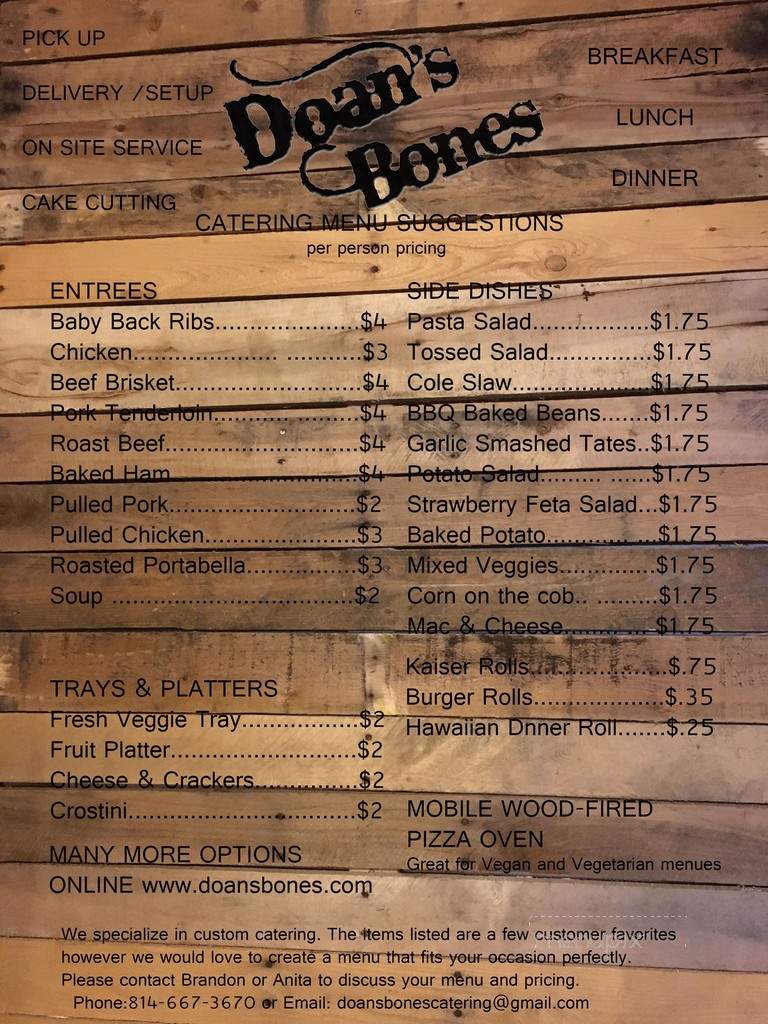 PICK UP
DELIVERY /SETUP
ON SITE SERVICE
CAKE CUTTING
Doan's
Bones
BREAKFAST
LUNCH
DINNER
CATERING MENU SUGGESTIONS
per person pricing
ENTREES
Baby Back Ribs.....................$4
Chicken..................... ...........$3
Beef Brisket...........................$4
Pork Tenderloin............ .........$4
Roast Beef............................$4
Baked Ham...........................$4
Pulled Pork...........................$2
Pulled Chicken......................$3
Roasted Portabella................$3
Soup ...................................$2
TRAYS & PLATTERS
Fresh Veggie Tray.................$2
Fruit Platter...........................$2
Cheese & Crackers...............$2
Crostini.................................$2
MANY MORE OPTIONS
ONLINE www.doansbones.com
SIDE DISHES
Pasta Salad.................$1.75
Tossed Salad...............$1.75
Cole Slaw....................$1.75
BBQ Baked Beans.......$1.75
Garlic Smashed Tates..$1.75
Potato Salad......... ......$1.75
Strawberry Feta Salad...$1.75
Baked Potato............ ...$1.75
Mixed Veggies..............$1.75
Corn on the cob.. .........$1.75
Mac & Cheese........ ... $1.75
Kaiser Rolls....................$.75
Burger Rolls...................$.35
Hawaiian Dnner Roll.......$.25
MOBILE WOOD-FIRED
PIZZA OVEN
Great for Vegan and Vegetarian menues
We specialize in custom catering. The items listed are a few customer favorites
however we would love to create a menu that fits your occasion perfectly.
Please contact Brandon or Anita to discuss your menu and pricing.
Phone:814-667-3670 or Email: doansbonescatering@gmail.com